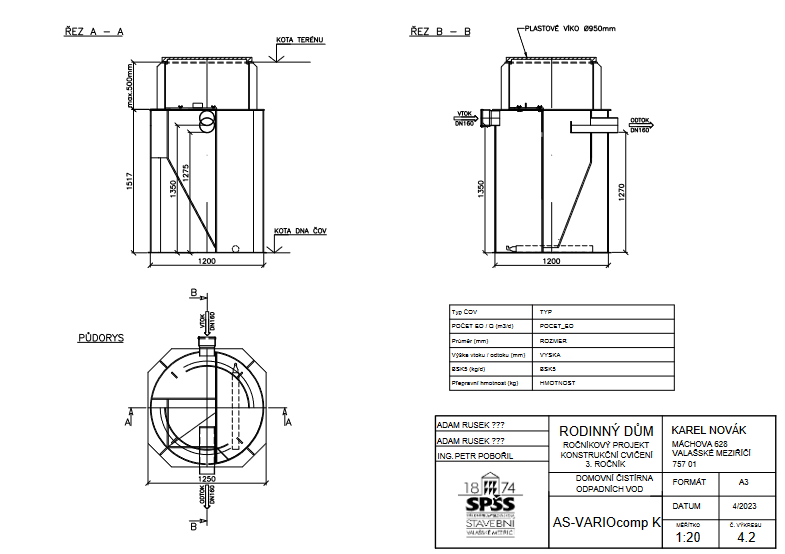 ŘEZ A - A
KOTA TERÉNU
max.500mm
1517
1350
1275
KOTA DNA ČOV
1200
ŘEZ B - B
PLASTOVÉ VÍKO Ø950mm
VTOK
DN160
ODTOK
DN160
1350
1270
1200
PŮDORYS
B
VTOK
DN160
A
A
1250
ODTOK
DN160
B
Typ ČOV TYP
POČET EO / Q (m3/d) POCET_EO
Průměr (mm) ROZMER
Výška vtoku / odtoku (mm) VYSKA
BSK5 (kg/d) BSK5
Přepravní hmotnost (kg) HMOTNOST
ADAM RUSEK ???
ADAM RUSEK ???
ING. PETR POBOŘIL
RODINNÝ DŮM
ROČNÍKOVÝ PROJEKT
KONSTRUKČNÍ CVIČENÍ
3. ROČNÍK
KAREL NOVÁK
MÁCHOVA 628
VALAŠSKÉ MEZIŘÍČÍ
757 01
1874
SPŠS
STAVEBNÍ
VALAŠSKÉ MEZIŘÍČÍ
DOMOVNÍ ČISTÍRNA
ODPADNÍCH VOD
AS-VARIOcomp K
FORMÁT A3
DATUM 4/2023
MĚŘÍTKO
1:20
Č. VÝKRESU
4.2